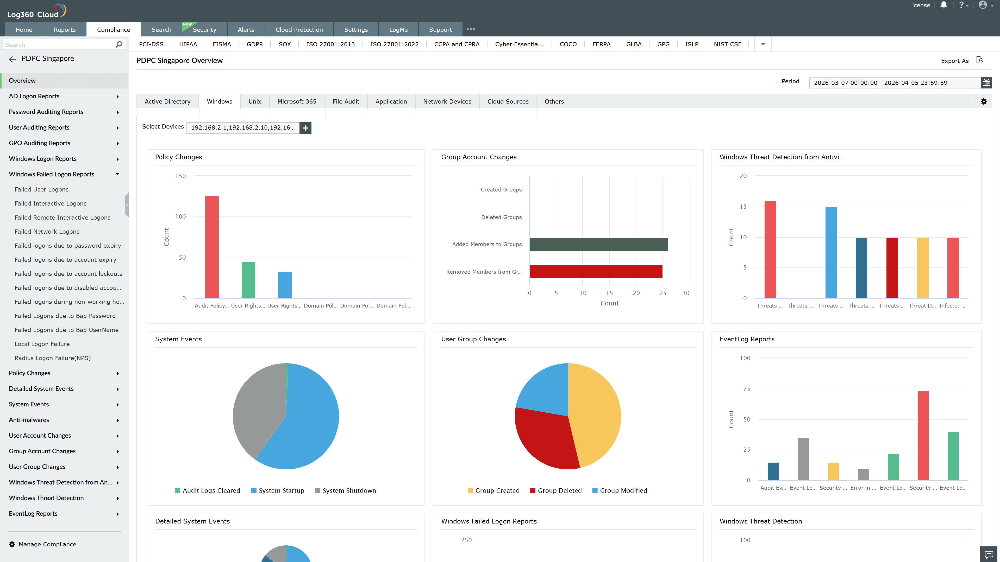 License
?
Log360 Cloud
Home
Reports
Compliance
Search
NEW
Security
Alerts
Cloud Protection
Settings
LogMe
Support
Search
PCI-DSS
HIPAA
FISMA
GDPR
SOX
ISO 27001:2013
ISO 27001:2022
CCPA and CPRA
Cyber Essentia...
COCO
FERPA
GLBA
GPG
ISLP
NIST CSF
PDPC Singapore
Overview
AD Logon Reports
Password Auditing Reports
User Auditing Reports
GPO Auditing Reports
Windows Logon Reports
Windows Failed Logon Reports
Failed User Logons
Failed Interactive Logons
Failed Remote Interactive Logons
Failed Network Logons
Failed logons due to password expiry
Failed logons due to account expiry
Failed logons due to account lockouts
Failed logons due to disabled accou...
Failed logons during non-working ho...
Failed Logons due to Bad Password
Failed Logons due to Bad UserName
Local Logon Failure
Radius Logon Failure(NPS)
Policy Changes
Detailed System Events
System Events
Anti-malwares
User Account Changes
Group Account Changes
User Group Changes
Windows Threat Detection from An...
Windows Threat Detection
EventLog Reports
Manage Compliance
PDPC Singapore Overview
Export As
Period
2026-03-07 00:00:00 - 2026-04-05 23:59:59
Active Directory
Windows
Unix
Microsoft 365
File Audit
Application
Network Devices
Cloud Sources
Others
Select Devices
192.168.2.1,192.168.2.10,192.16...
Policy Changes
150
100
50
0
Count
Audit Policy...
User Rights...
User Rights...
Domain Pol...
Domain Pol...
Domain Pol...
Group Account Changes
Created Groups
Deleted Groups
Added Members to Groups
Removed Members from Gr...
0
5
10
15
20
25
30
Count
Windows Threat Detection from Antivi...
20
15
10
5
0
Count
Threats ...
Threats ...
Threats ...
Threats ...
Threats ...
Threat D...
Infected ...
System Events
Audit Logs Cleared
System Startup
System Shutdown
User Group Changes
Group Created
Group Deleted
Group Modified
EventLog Reports
100
75
50
25
0
Count
Audit Ev...
Event Lo...
Security ...
Error in ...
Event Lo...
Security ...
Event Lo...
Detailed System Events
Windows Failed Logon Reports
250
Windows Threat Detection
100